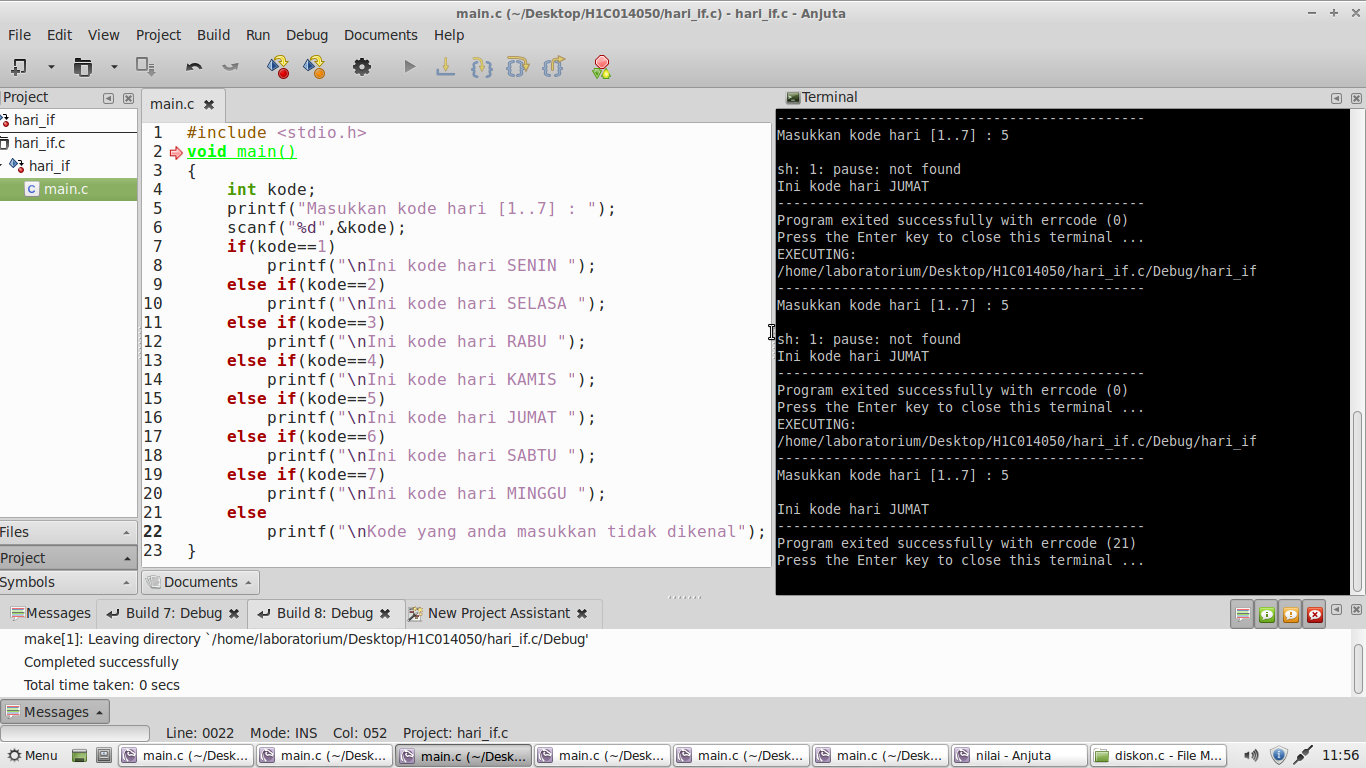 main.c (~/Desktop/H1C014050/hari_if.c) - hari_if.c - Anjuta
File Edit View Project Build Run Debug Documents Help
Project
hari_if
hari_if.c
hari_if
main.c
Files
Project
Symbols
main.c
1 #include <stdio.h>
2 void main()
3 {
4     int kode;
5     printf("Masukkan kode hari [1..7] : ");
6     scanf("%d",&kode);
7     if(kode==1)
8         printf("\nIni kode hari SENIN ");
9     else if(kode==2)
10         printf("\nIni kode hari SELASA ");
11     else if(kode==3)
12         printf("\nIni kode hari RABU ");
13     else if(kode==4)
14         printf("\nIni kode hari KAMIS ");
15     else if(kode==5)
16         printf("\nIni kode hari JUMAT ");
17     else if(kode==6)
18         printf("\nIni kode hari SABTU ");
19     else if(kode==7)
20         printf("\nIni kode hari MINGGU ");
21     else
22         printf("\nKode yang anda masukkan tidak dikenal");
23 }
Documents
Terminal
----------------------------------------------
Masukkan kode hari [1..7] : 5
sh: 1: pause: not found
Ini kode hari JUMAT
----------------------------------------------
Program exited successfully with errcode (0)
Press the Enter key to close this terminal ...
EXECUTING:
/home/laboratorium/Desktop/H1C014050/hari_if.c/Debug/hari_if
----------------------------------------------
Masukkan kode hari [1..7] : 5
sh: 1: pause: not found
Ini kode hari JUMAT
----------------------------------------------
Program exited successfully with errcode (0)
Press the Enter key to close this terminal ...
EXECUTING:
/home/laboratorium/Desktop/H1C014050/hari_if.c/Debug/hari_if
----------------------------------------------
Masukkan kode hari [1..7] : 5
Ini kode hari JUMAT
----------------------------------------------
Program exited successfully with errcode (21)
Press the Enter key to close this terminal ...
Messages Build 7: Debug Build 8: Debug New Project Assistant
make[1]: Leaving directory `/home/laboratorium/Desktop/H1C014050/hari_if.c/Debug'
Completed successfully
Total time taken: 0 secs
Messages
Line: 0022 Mode: INS Col: 052 Project: hari_if.c
Menu main.c (~/Desk... main.c (~/Desk... main.c (~/Desk... main.c (~/Desk... main.c (~/Desk... main.c (~/Desk... nilai - Anjuta diskon.c - File M... 11:56